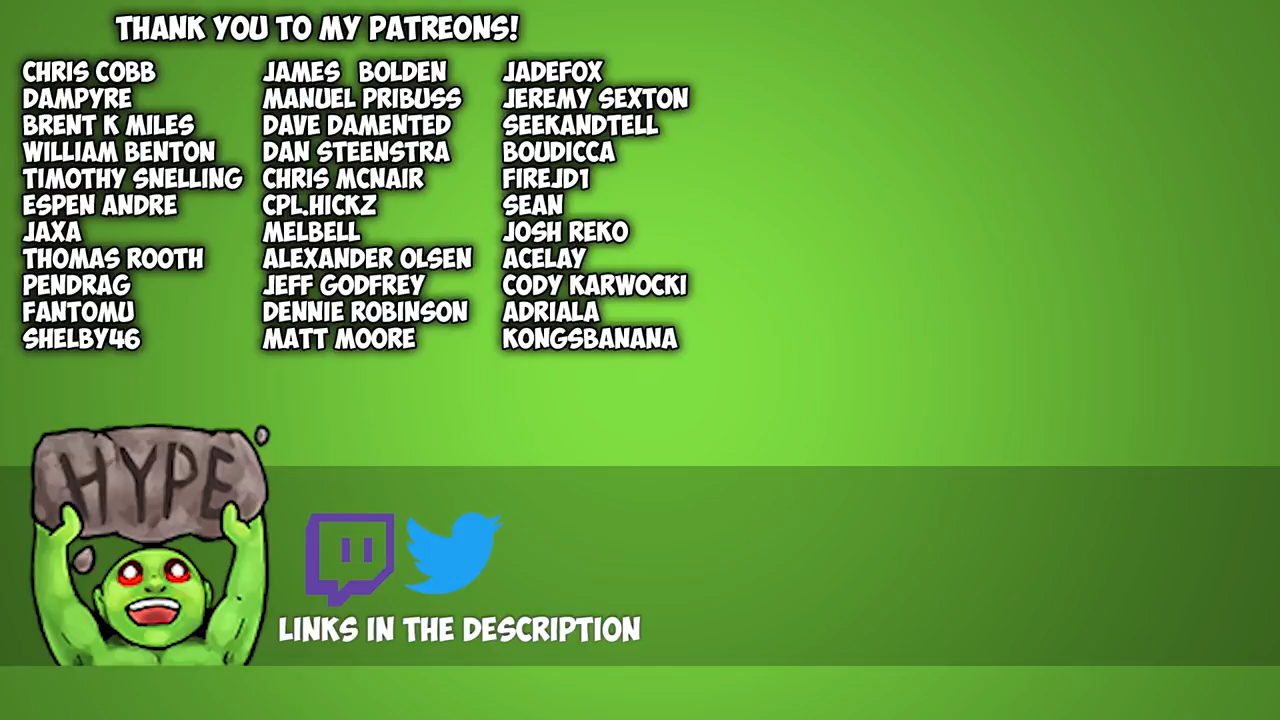 THANK YOU TO MY PATREONS!
CHRIS COBB
DAMPYRE
BRENT K MILES
WILLIAM BENTON
TIMOTHY SNELLING
ESPEN ANDRE
JAXA
THOMAS ROOTH
PENDRAG
FANTOMU
SHELBY46
JAMES BOLDEN
MANUEL PRIBUSS
DAVE DAMENTED
DAN STEENSTRA
CHRIS MCNAIR
CPL.HICKZ
MELBELL
ALEXANDER OLSEN
JEFF GODFREY
DENNIE ROBINSON
MATT MOORE
JADEFOX
JEREMY SEXTON
SEEKANDTELL
BOUDICCA
FIREJD1
SEAN
JOSH REKO
ACELAY
CODY KARWOCKI
ADRIALA
KONGSBANANA
HYPE
LINKS IN THE DESCRIPTION